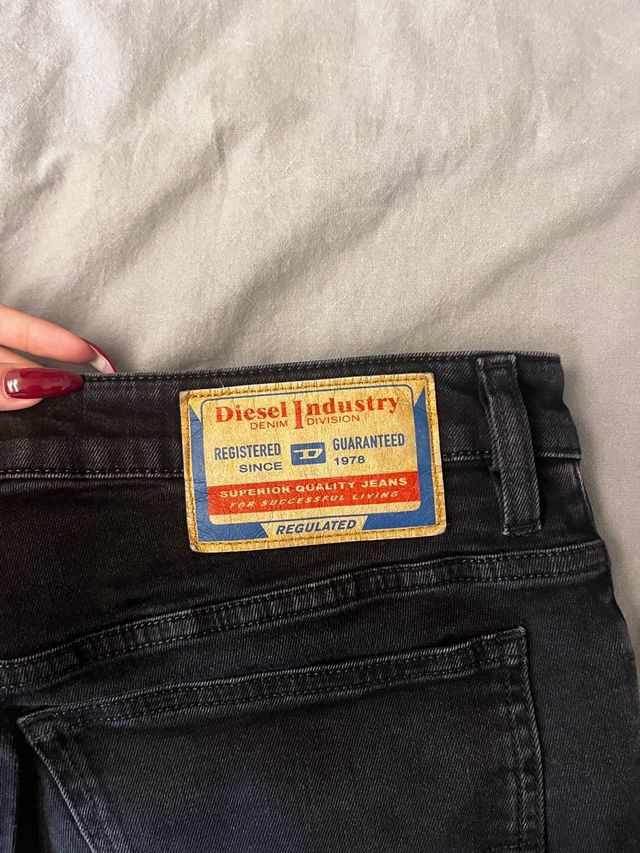 Diesel Industry
DENIM DIVISION
REGISTERED D GUARANTEED
SINCE 1978
SUPERIOR QUALITY JEANS
FOR SUCCESSFUL LIVING
REGULATED